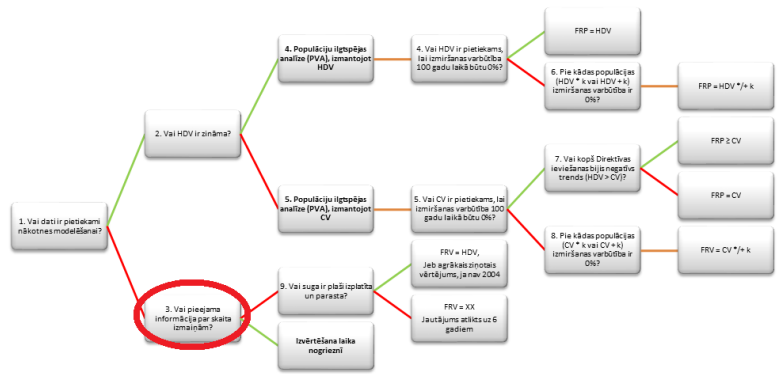 FRP = HDV
4. Populāciju ilgtspējas
analīze (PVA), izmantojot
HDV
4. Vai HDV ir pietiekams,
lai izmiršanas varbūtība
100 gadu laikā būtu 0%?
6. Pie kādas populācijas
(HDV * k vai HDV + k)
izmiršanas varbūtība ir
0%?
FRP = HDV */+ k
2. Vai HDV ir zināma?
FRP ≥ CV
7. Vai kopš Direktīvas
ieviešanas bijis negatīvs
trends (HDV > CV)?
FRP = CV
5. Populāciju ilgtspējas
analīze (PVA), izmantojot
CV
5. Vai CV ir pietiekams, lai
izmiršanas varbūtība 100
gadu laikā būtu 0%?
1. Vai dati ir pietiekami
nākotnes modelēšanai?
8. Pie kādas populācijas
(CV * k vai CV + k)
izmiršanas varbūtība ir
0%?
FRV = CV */+ k
FRV = HDV,
Jeb agrākais ziņotais
vērtējums, ja nav 2004
9. Vai suga ir plaši izplatīta
un parasta?
3. Vai pieejama
informācija par skaita
izmaiņām?
FRV = XX
Jautājums atlikts uz 6
gadiem
Izvērtēšana laika
nogrieznī